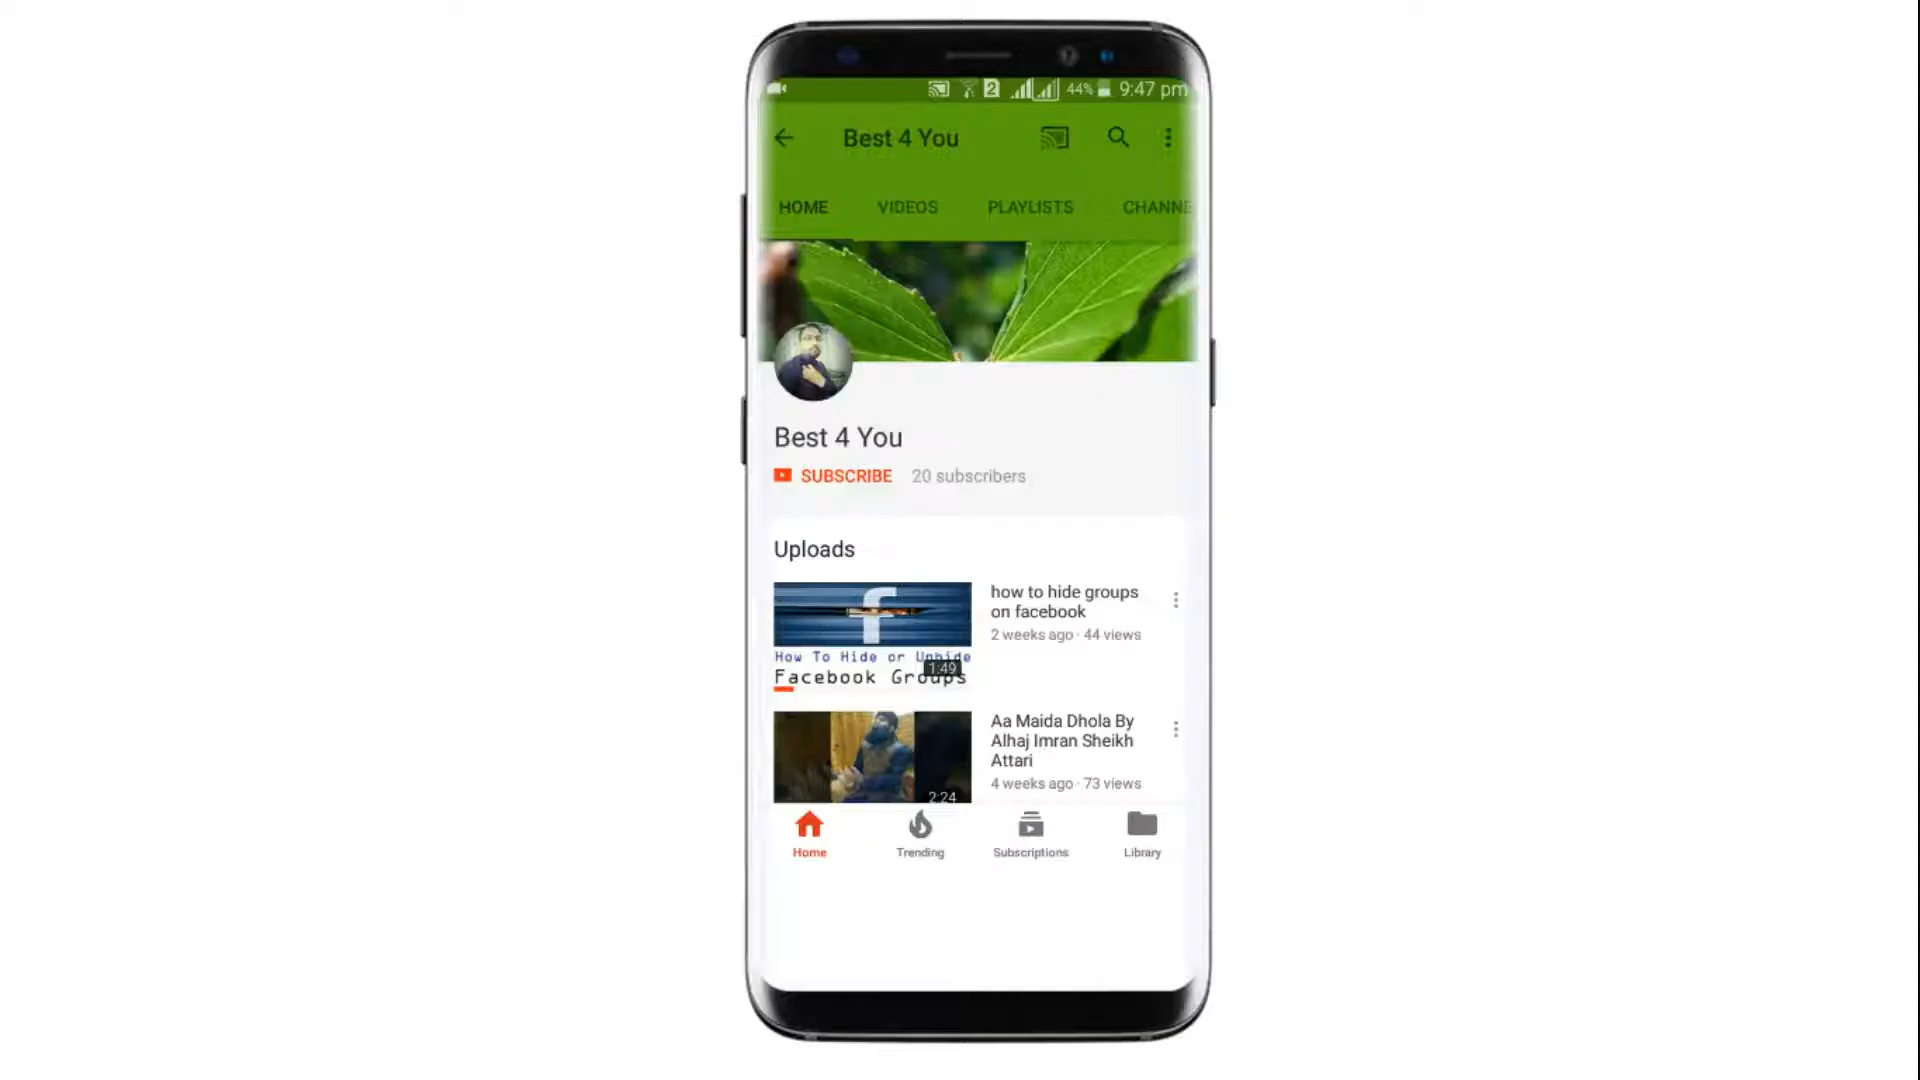 2 44% 9:47 pm
Best 4 You
HOME VIDEOS PLAYLISTS CHANNE
Best 4 You
SUBSCRIBE 20 subscribers
Uploads
how to hide groups
on facebook
2 weeks ago · 44 views
f
How To Hide or Unhide
Facebook Groups
1:49
Aa Maida Dhola By
Alhaj Imran Sheikh
Attari
4 weeks ago · 73 views
2:24
Home Trending Subscriptions Library